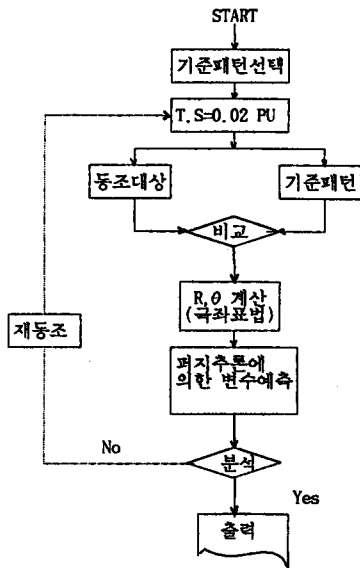 START
기준패턴선택
T.S=0.02 PU
동조대상
기준패턴
비교
R,θ 계산
(극좌표법)
재동조
퍼지추론에
의한 변수예측
No
분석
Yes
출력